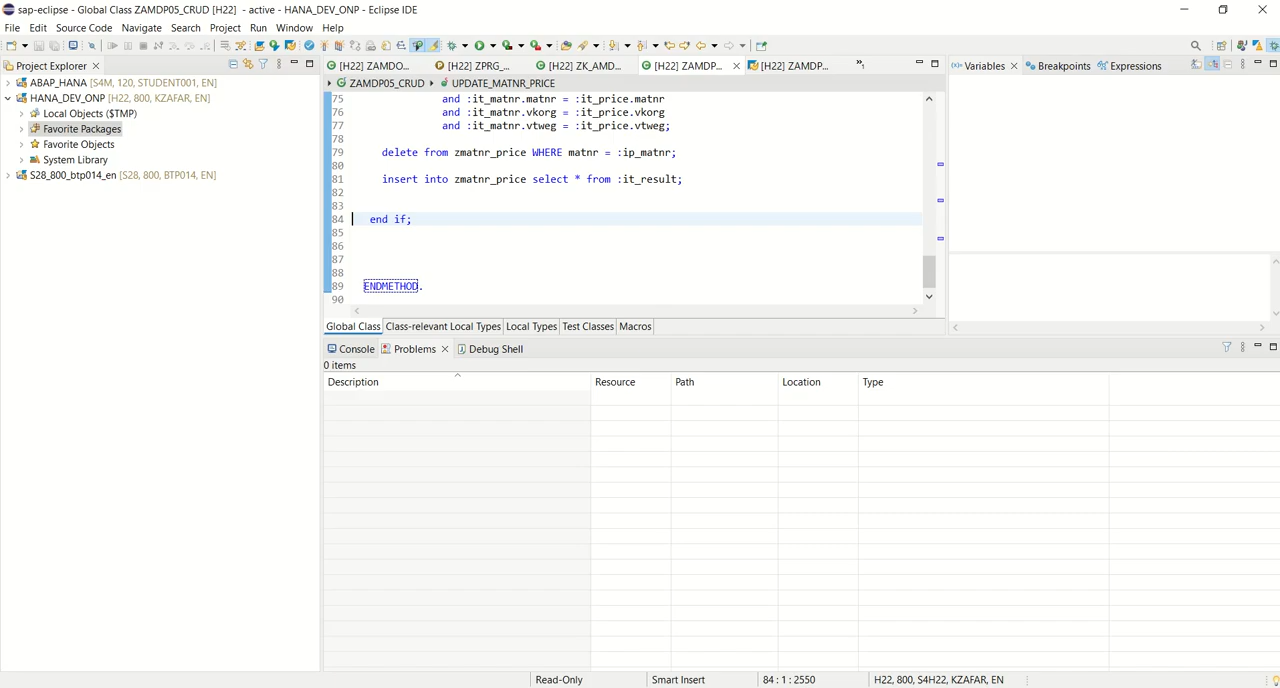 sap-eclipse - Global Class ZAMDP05_CRUD [H22]  - active - HANA_DEV_ONP - Eclipse IDE
File Edit Source Code Navigate Search Project Run Window Help
Project Explorer
ABAP_HANA [S4M, 120, STUDENT001, EN]
HANA_DEV_ONP [H22, 800, KZAFAR, EN]
Local Objects ($TMP)
Favorite Packages
Favorite Objects
System Library
S28_800_btp014_en [S28, 800, BTP014, EN]
[H22] ZAMDO... [H22] ZPRG_... [H22] ZK_AMD... [H22] ZAMDP... [H22] ZAMDP...
ZAMDP05_CRUD UPDATE_MATNR_PRICE
75 and :it_matnr.matnr = :it_price.matnr
76 and :it_matnr.vkorg = :it_price.vkorg
77 and :it_matnr.vtweg = :it_price.vtweg;
78
79 delete from zmatnr_price WHERE matnr = :ip_matnr;
80
81 insert into zmatnr_price select * from :it_result;
82
83
84 end if;
85
86
87
88
89 ENDMETHOD.
90
Global Class Class-relevant Local Types Local Types Test Classes Macros
Variables Breakpoints Expressions
Console Problems Debug Shell
0 items
Description Resource Path Location Type
Read-Only Smart Insert 84 : 1 : 2550 H22, 800, S4H22, KZAFAR, EN